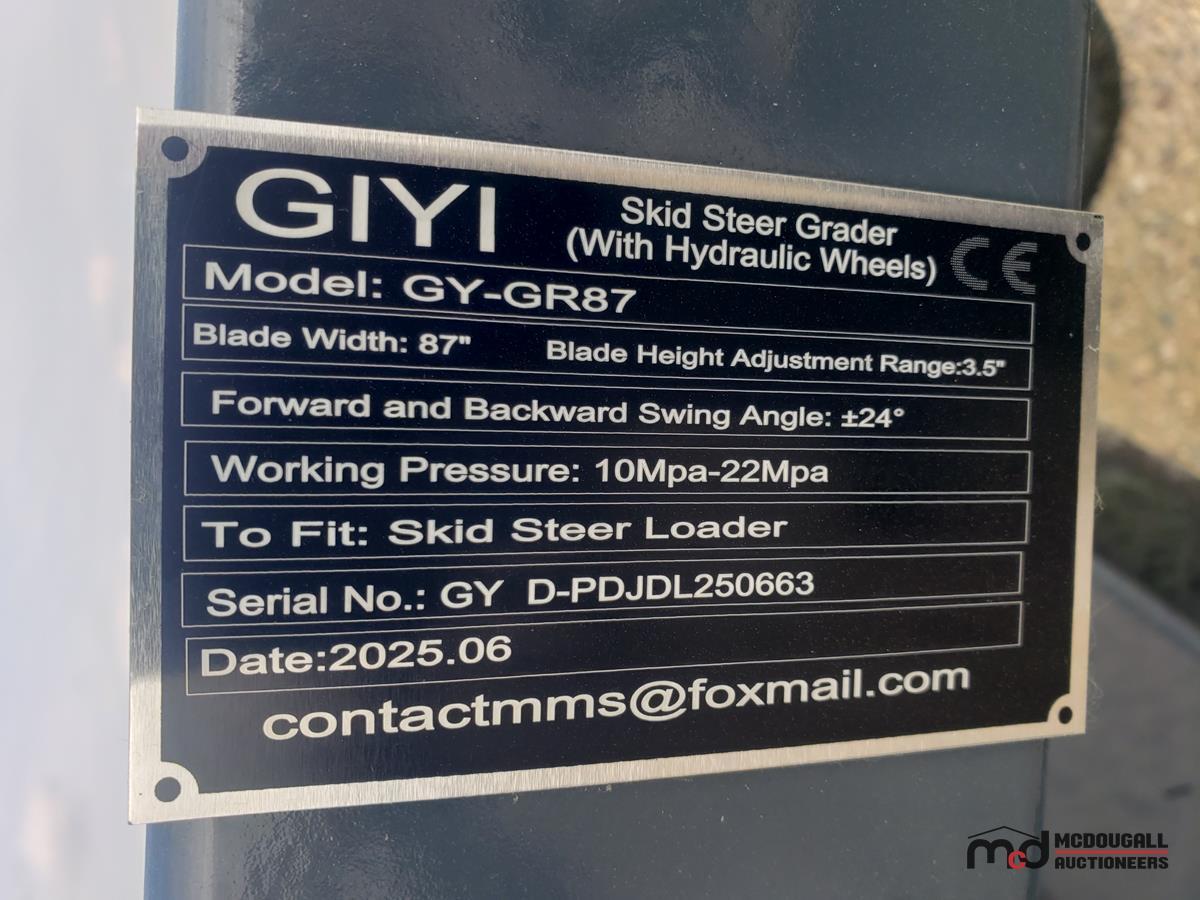 GIYI
Skid Steer Grader
(With Hydraulic Wheels)
CE
Model: GY-GR87
Blade Width: 87" Blade Height Adjustment Range:3.5"
Forward and Backward Swing Angle: ±24°
Working Pressure: 10Mpa-22Mpa
To Fit: Skid Steer Loader
Serial No.: GY D-PDJDL250663
Date:2025.06
contactmms@foxmail.com
mcd MCDOUGALL
AUCTIONEERS